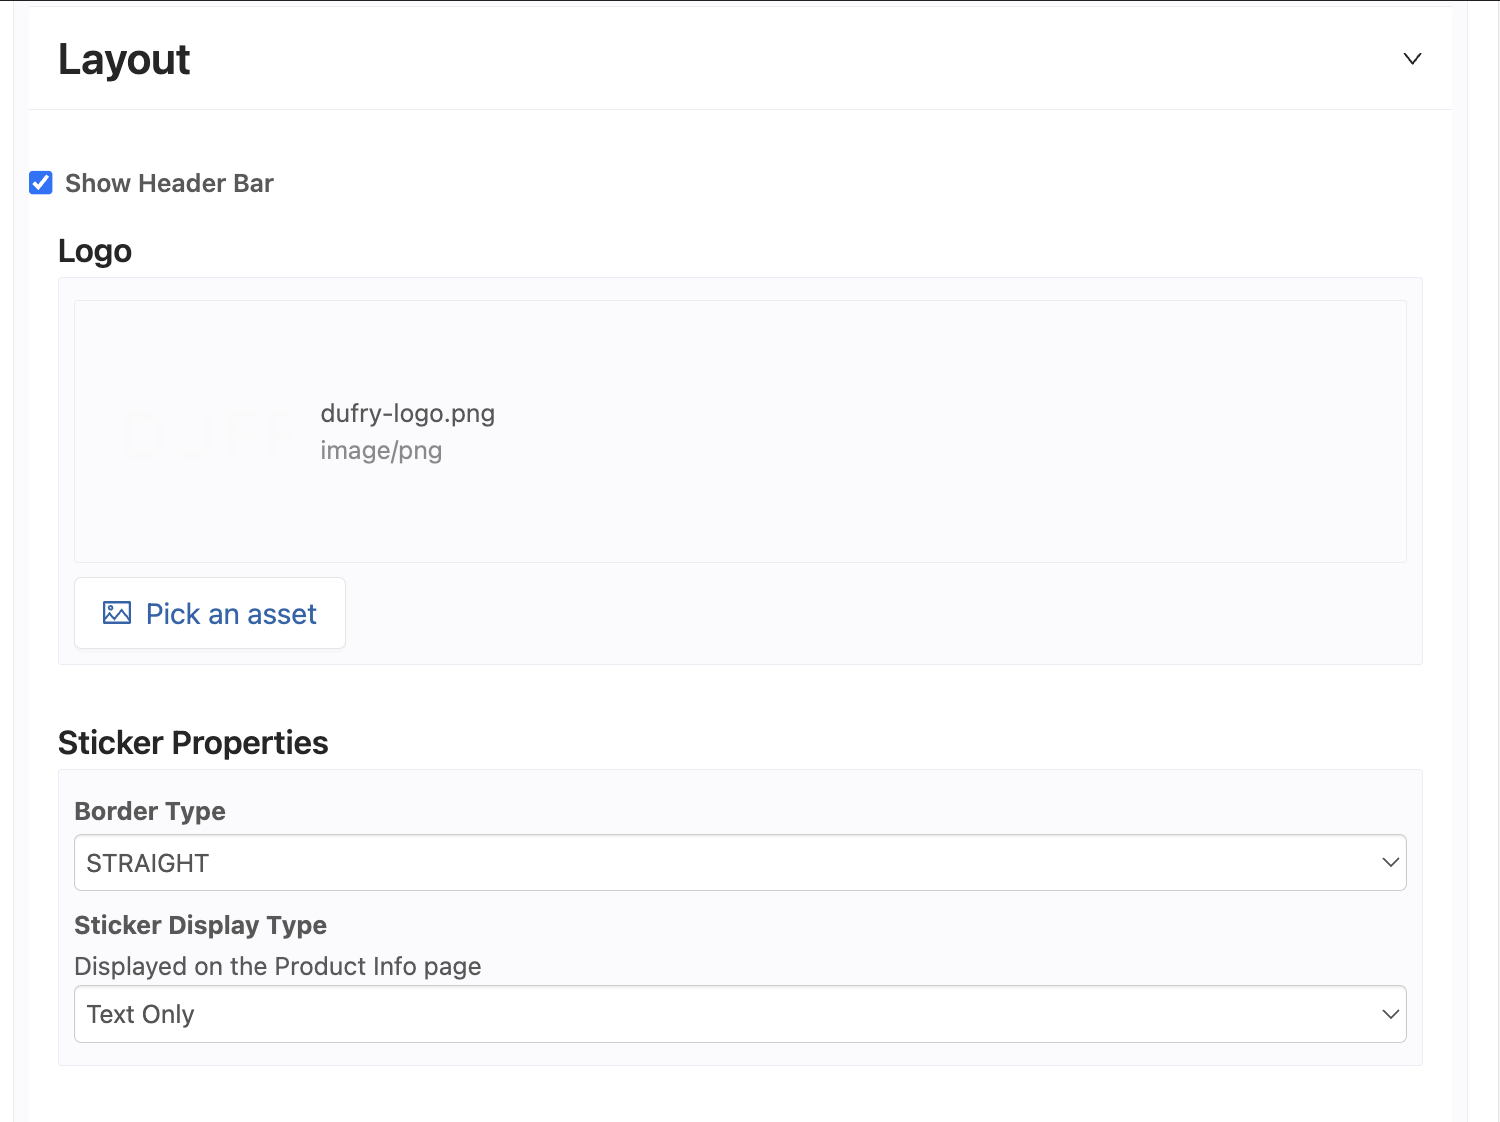 Layout
Show Header Bar
Logo
DUFR
dufry-logo.png
image/png
Pick an asset
Sticker Properties
Border Type
STRAIGHT
Sticker Display Type
Displayed on the Product Info page
Text Only